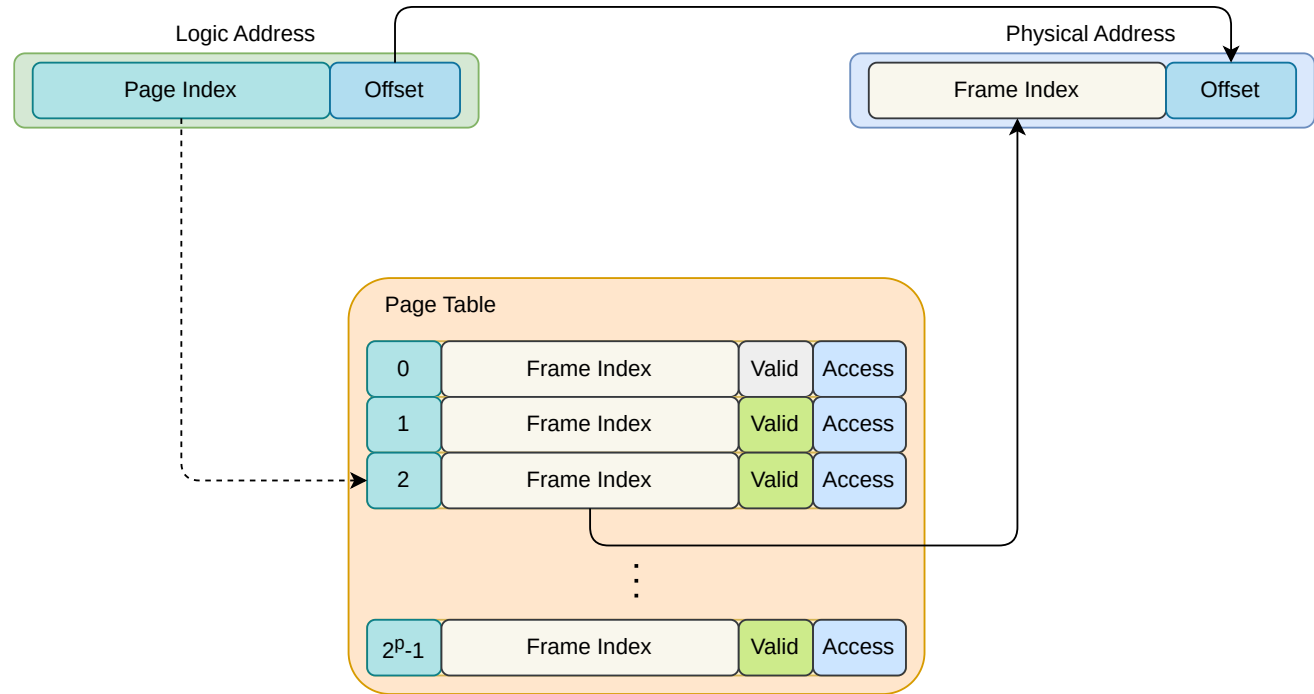 Logic Address
Physical Address
Page Index Offset
Frame Index Offset
Page Table
0 Frame Index Valid Access
1 Frame Index Valid Access
2 Frame Index Valid Access
⋮
2ᵖ-1 Frame Index Valid Access